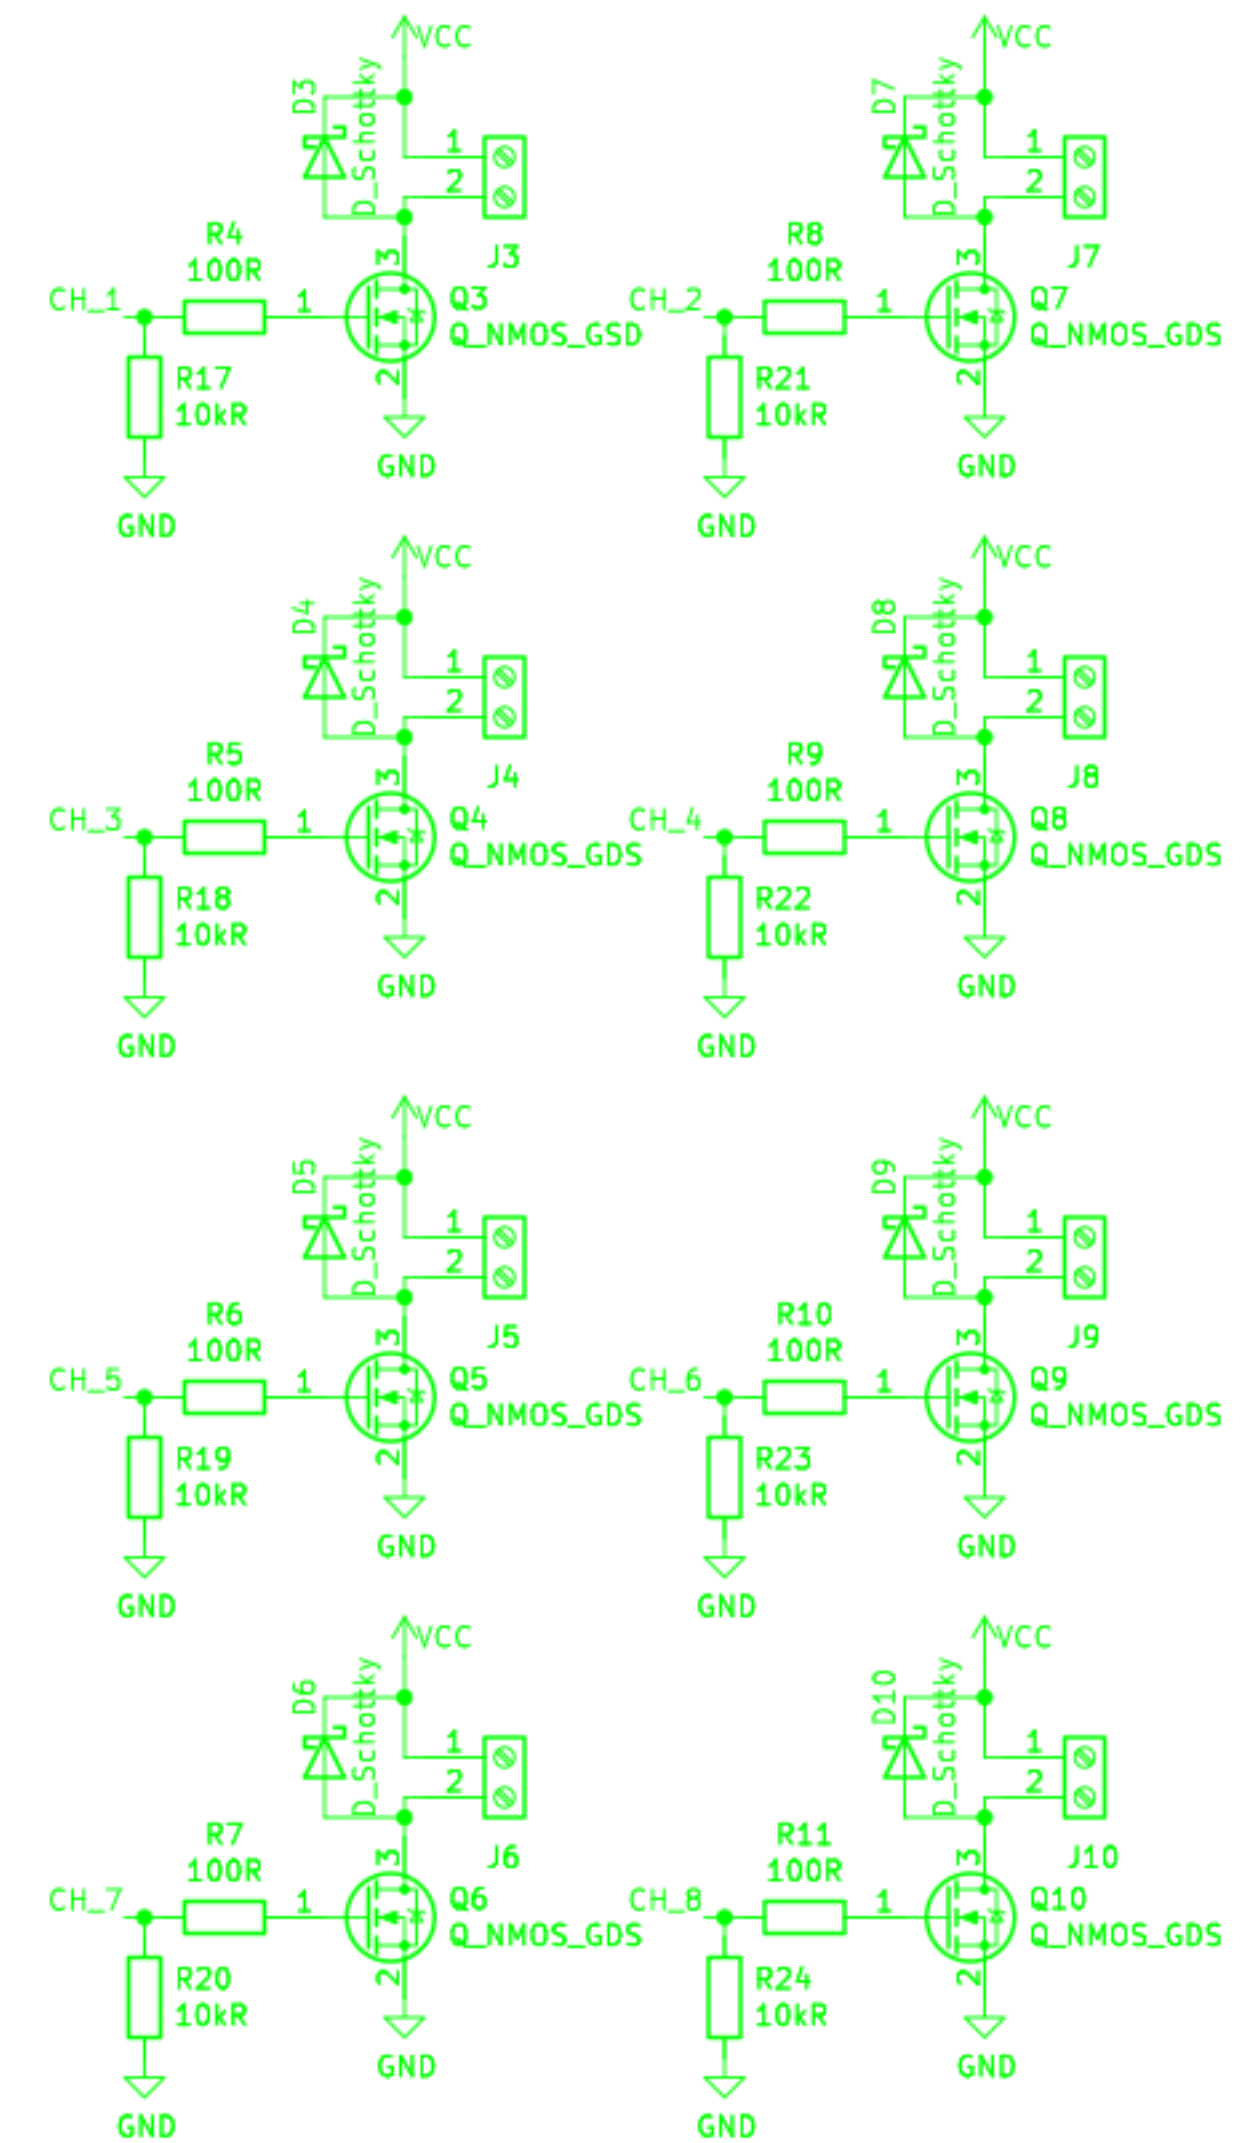 VCC
D3
D_Schottky
1
2
J3
R4
100R
3
CH_1
1
Q3
Q_NMOS_GSD
2
R17
10kR
GND
GND
VCC
D7
D_Schottky
1
2
J7
R8
100R
3
CH_2
1
Q7
Q_NMOS_GDS
2
R21
10kR
GND
GND
VCC
D4
D_Schottky
1
2
J4
R5
100R
3
CH_3
1
Q4
Q_NMOS_GDS
2
R18
10kR
GND
GND
VCC
D8
D_Schottky
1
2
J8
R9
100R
3
CH_4
1
Q8
Q_NMOS_GDS
2
R22
10kR
GND
GND
VCC
D5
D_Schottky
1
2
J5
R6
100R
3
CH_5
1
Q5
Q_NMOS_GDS
2
R19
10kR
GND
GND
VCC
D9
D_Schottky
1
2
J9
R10
100R
3
CH_6
1
Q9
Q_NMOS_GDS
2
R23
10kR
GND
GND
VCC
D6
D_Schottky
1
2
J6
R7
100R
3
CH_7
1
Q6
Q_NMOS_GDS
2
R20
10kR
GND
GND
VCC
D10
D_Schottky
1
2
J10
R11
100R
3
CH_8
1
Q10
Q_NMOS_GDS
2
R24
10kR
GND
GND